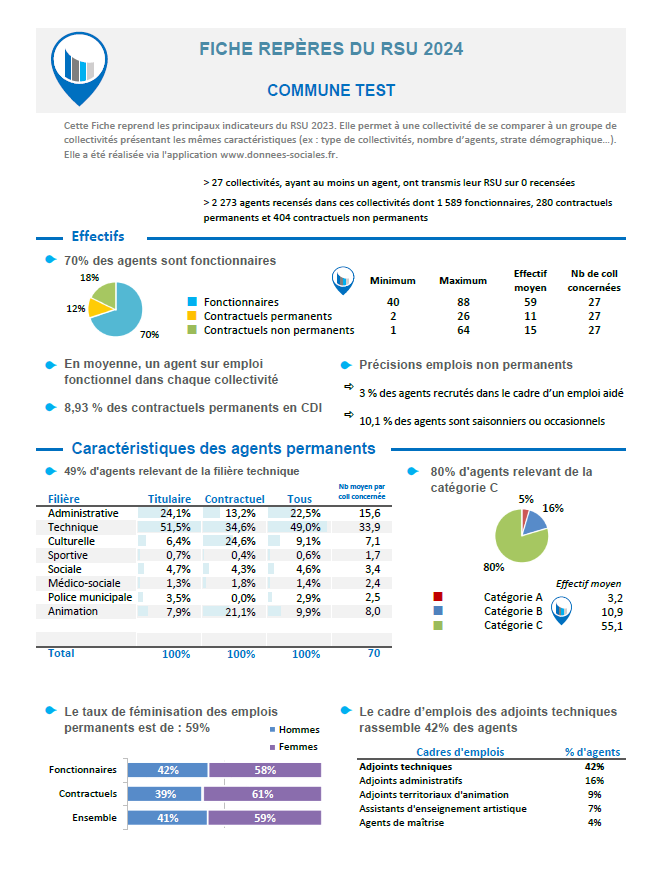 FICHE REPÈRES DU RSU 2024
COMMUNE TEST
Cette Fiche reprend les principaux indicateurs du RSU 2023. Elle permet à une collectivité de se comparer à un groupe de
collectivités présentant les mêmes caractéristiques (ex : type de collectivités, nombre d'agents, strate démographique...).
Elle a été réalisée via l'application www.donnees-sociales.fr.
> 27 collectivités, ayant au moins un agent, ont transmis leur RSU sur 0 recensées
> 2 273 agents recensés dans ces collectivités dont 1 589 fonctionnaires, 280 contractuels
permanents et 404 contractuels non permanents
Effectifs
70% des agents sont fonctionnaires
18%
12%
70%
Minimum Maximum Effectif moyen Nb de coll concernées
Fonctionnaires 40 88 59 27
Contractuels permanents 2 26 11 27
Contractuels non permanents 1 64 15 27
En moyenne, un agent sur emploi
fonctionnel dans chaque collectivité
8,93 % des contractuels permanents en CDI
Précisions emplois non permanents
⇨ 3 % des agents recrutés dans le cadre d'un emploi aidé
⇨ 10,1 % des agents sont saisonniers ou occasionnels
Caractéristiques des agents permanents
49% d'agents relevant de la filière technique
Filière Titulaire Contractuel Tous Nb moyen par coll concernée
Administrative 24,1% 13,2% 22,5% 15,6
Technique 51,5% 34,6% 49,0% 33,9
Culturelle 6,4% 24,6% 9,1% 7,1
Sportive 0,7% 0,4% 0,6% 1,7
Sociale 4,7% 4,3% 4,6% 3,4
Médico-sociale 1,3% 1,8% 1,4% 2,4
Police municipale 3,5% 0,0% 2,9% 2,5
Animation 7,9% 21,1% 9,9% 8,0
Total 100% 100% 100% 70
80% d'agents relevant de la
catégorie C
5%
16%
80%
Effectif moyen
Catégorie A 3,2
Catégorie B 10,9
Catégorie C 55,1
Le taux de féminisation des emplois
permanents est de : 59%
Hommes
Femmes
Fonctionnaires 42% 58%
Contractuels 39% 61%
Ensemble 41% 59%
Le cadre d'emplois des adjoints techniques
rassemble 42% des agents
Cadres d'emplois % d'agents
Adjoints techniques 42%
Adjoints administratifs 16%
Adjoints territoriaux d'animation 9%
Assistants d'enseignement artistique 7%
Agents de maîtrise 4%